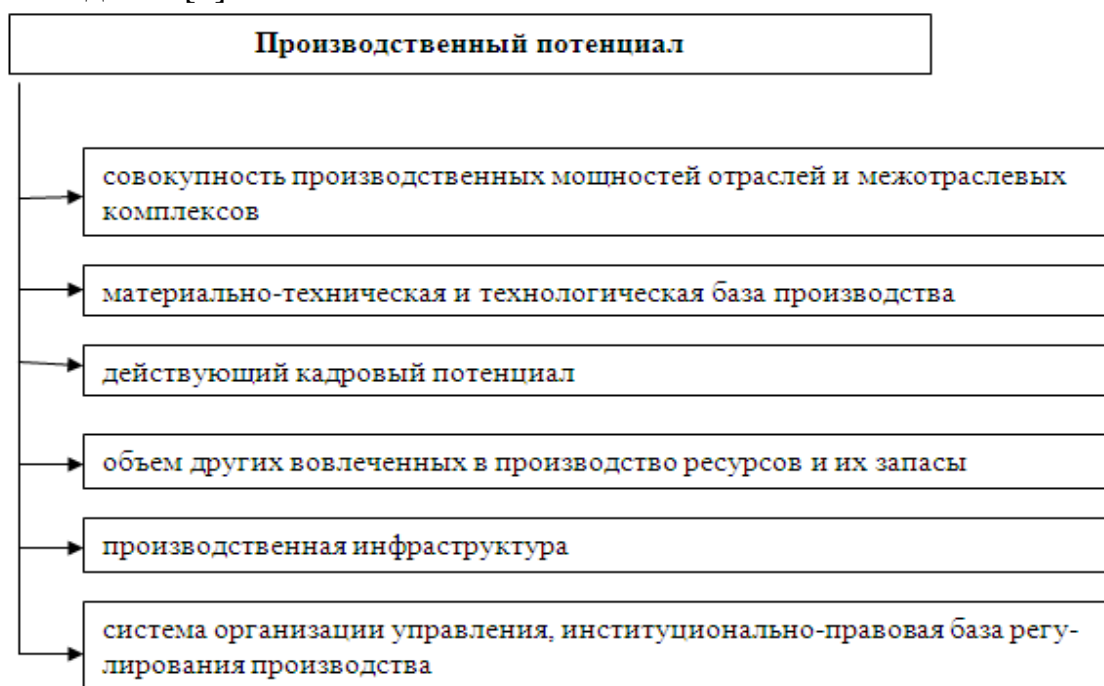 Производственный потенциал
совокупность производственных мощностей отраслей и межотраслевых
комплексов
материально-техническая и технологическая база производства
действующий кадровый потенциал
объем других вовлеченных в производство ресурсов и их запасы
производственная инфраструктура
система организации управления, институционально-правовая база регу-
лирования производства